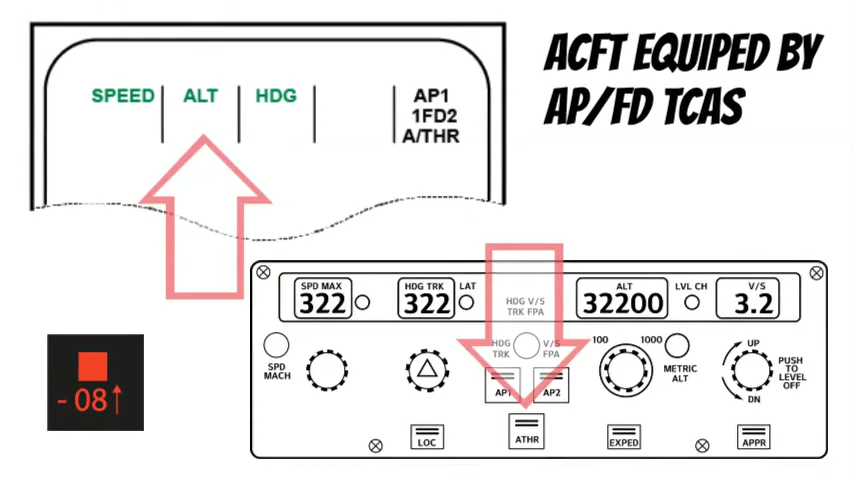 ACFT EQUIPED BY
AP/FD TCAS
SPEED ALT HDG AP1
1FD2
A/THR
SPD MAX HDG TRK LAT ALT LVL CH V/S
322 322 32200 3.2
HDG V/S
TRK FPA
HDG V/S
TRK FPA
100 1000
SPD
MACH
METRIC
ALT
UP
PUSH
TO
LEVEL
OFF
DN
AP1 AP2
LOC ATHR EXPED APPR
- 08↑